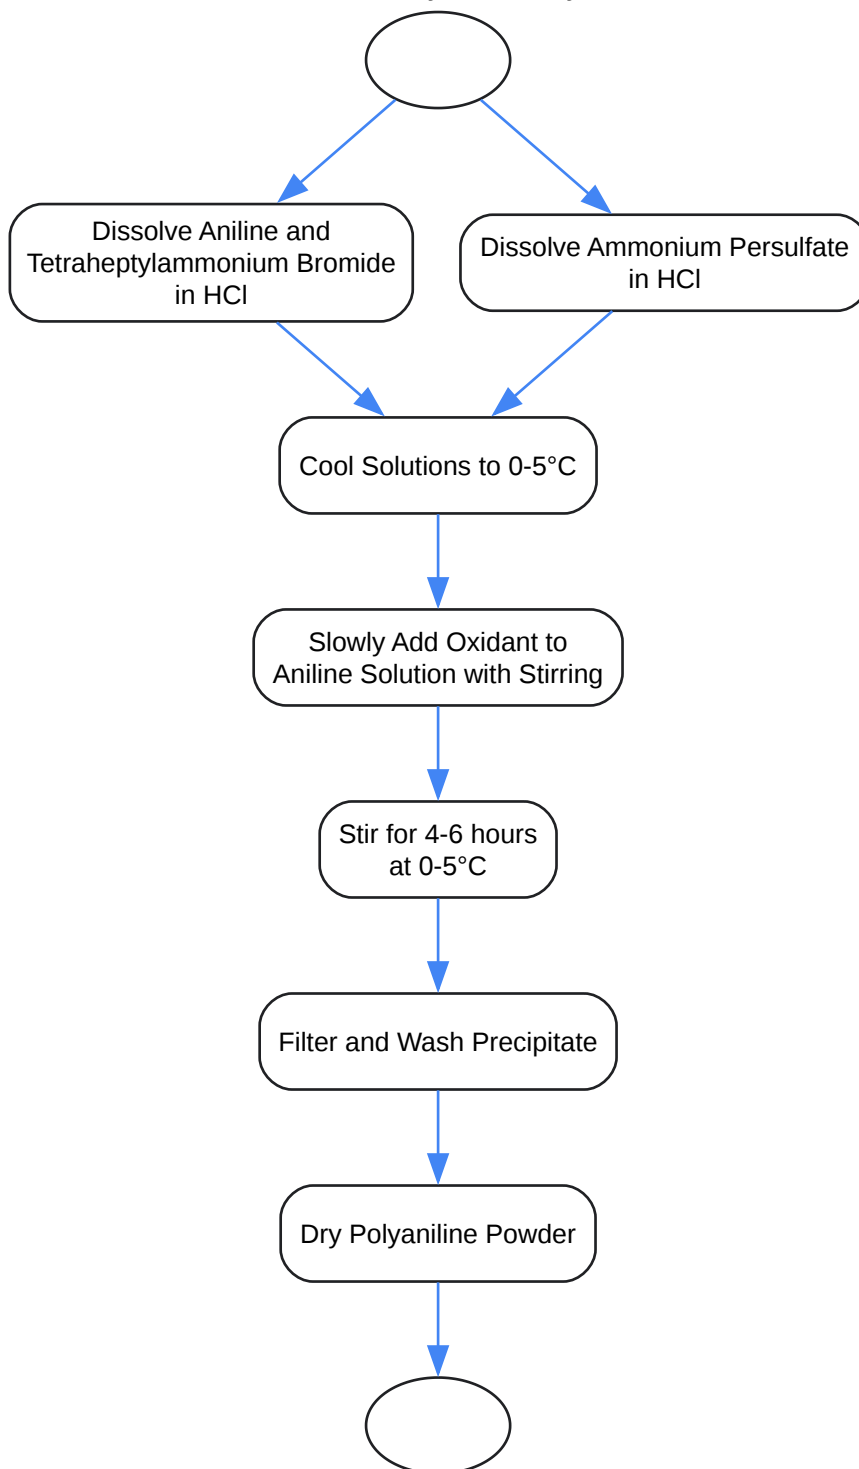 Dissolve Aniline and
Tetraheptylammonium Bromide
in HCl
Dissolve Ammonium Persulfate
in HCl
Cool Solutions to 0-5°C
Slowly Add Oxidant to
Aniline Solution with Stirring
Stir for 4-6 hours
at 0-5°C
Filter and Wash Precipitate
Dry Polyaniline Powder